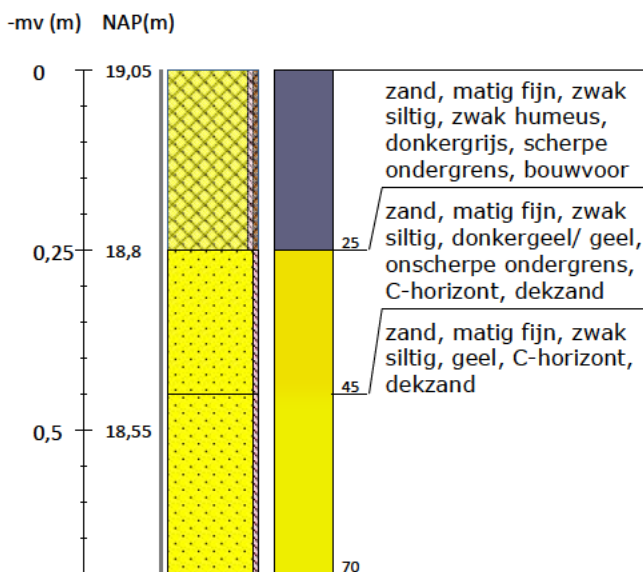 -mv (m) NAP(m)
0 19,05
zand, matig fijn, zwak
siltig, zwak humeus,
donkergrijs, scherpe
ondergrens, bouwvoor
0,25 18,8 25
zand, matig fijn, zwak
siltig, donkergeel/ geel,
onscherpe ondergrens,
C-horizont, dekzand
45
zand, matig fijn, zwak
siltig, geel, C-horizont,
dekzand
0,5 18,55
70